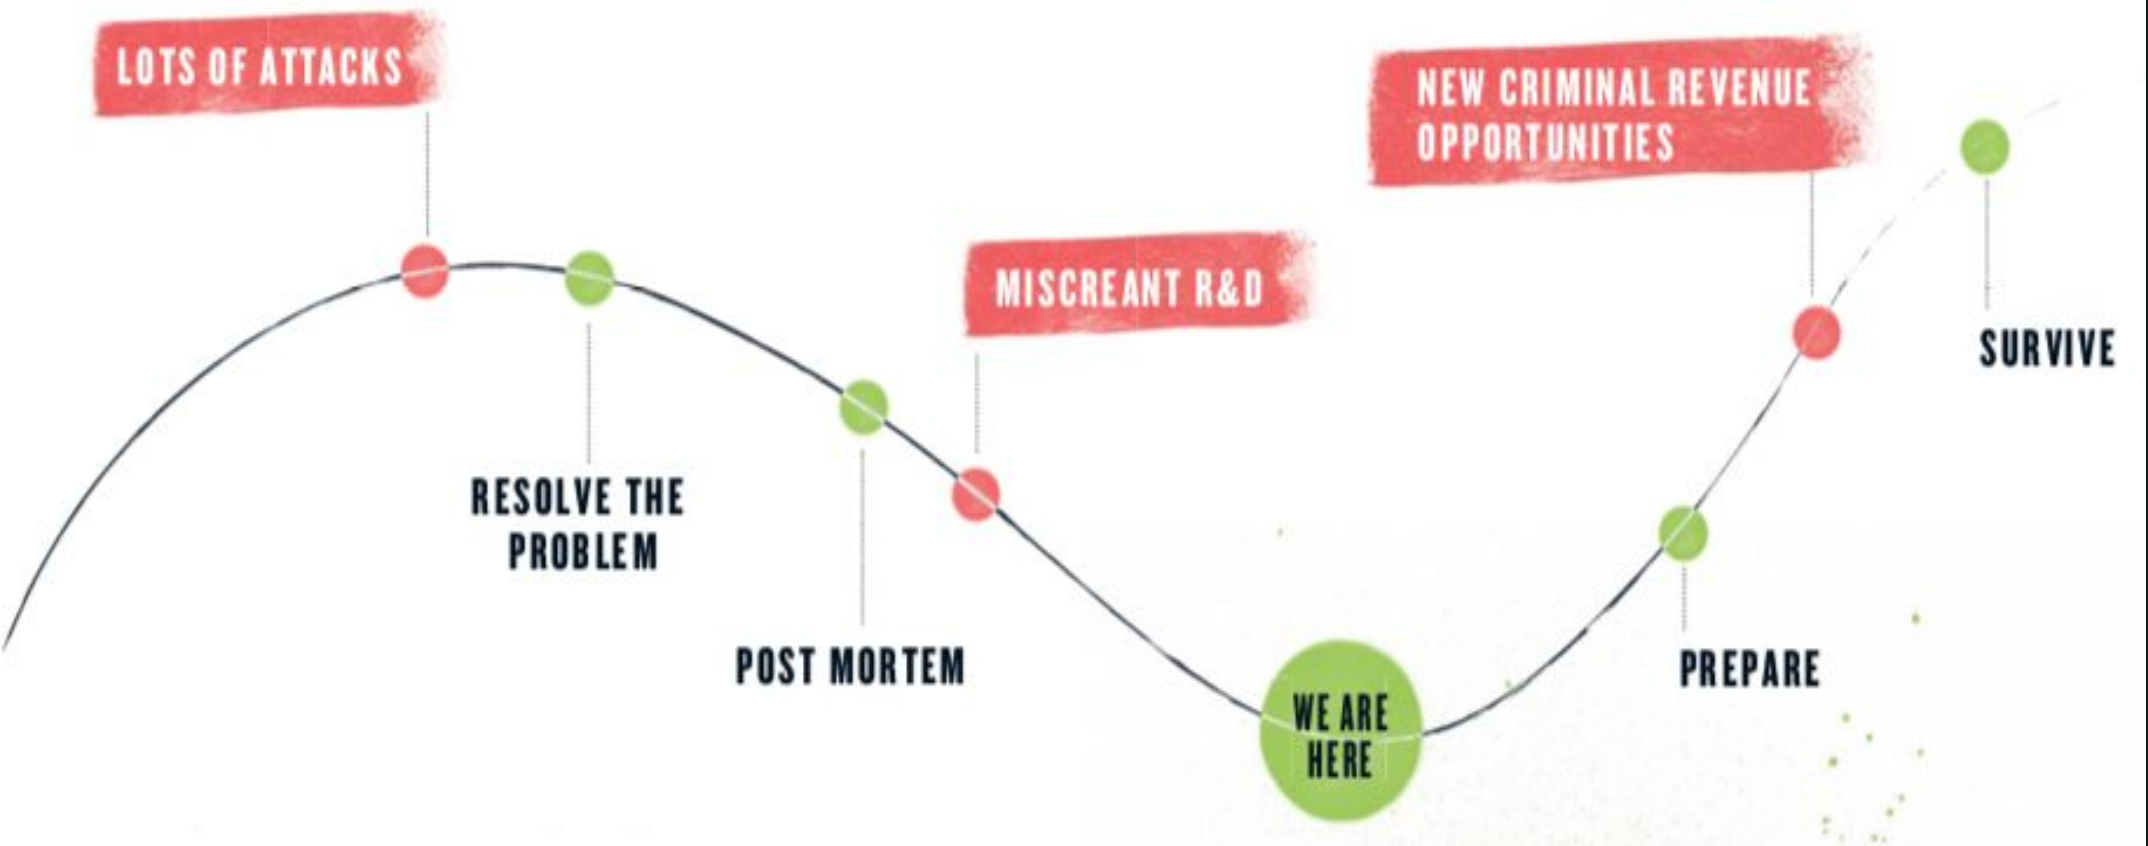 LOTS OF ATTACKS
RESOLVE THE
PROBLEM
POST MORTEM
MISCREANT R&D
WE ARE
HERE
PREPARE
NEW CRIMINAL REVENUE
OPPORTUNITIES
SURVIVE